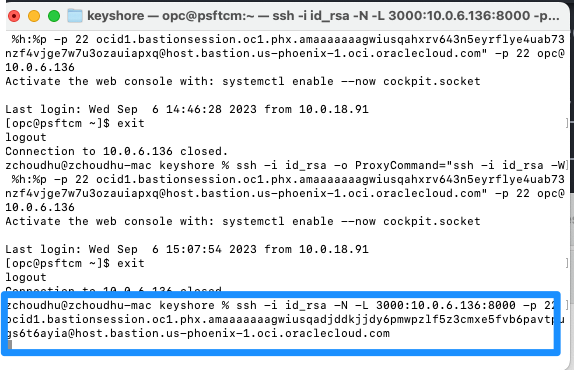 keyshore — opc@psftcm:~ — ssh -i id_rsa -N -L 3000:10.0.6.136:8000 -p...
%h:%p -p 22 ocid1.bastionsession.oc1.phx.amaaaaaaagwiusqahxrv643n5eyrflye4uab73
nzf4vjge7w7u3ozauiapxq@host.bastion.us-phoenix-1.oci.oraclecloud.com" -p 22 opc@
10.0.6.136
Activate the web console with: systemctl enable --now cockpit.socket
Last login: Wed Sep  6 14:46:28 2023 from 10.0.18.91
[opc@psftcm ~]$ exit
logout
Connection to 10.0.6.136 closed.
zchoudhu@zchoudhu-mac keyshore % ssh -i id_rsa -o ProxyCommand="ssh -i id_rsa -W
%h:%p -p 22 ocid1.bastionsession.oc1.phx.amaaaaaaagwiusqahxrv643n5eyrflye4uab73
nzf4vjge7w7u3ozauiapxq@host.bastion.us-phoenix-1.oci.oraclecloud.com" -p 22 opc@
10.0.6.136
Activate the web console with: systemctl enable --now cockpit.socket
Last login: Wed Sep  6 15:07:54 2023 from 10.0.18.91
[opc@psftcm ~]$ exit
logout
Connection to 10.0.6.136 closed
zchoudhu@zchoudhu-mac keyshore % ssh -i id_rsa -N -L 3000:10.0.6.136:8000 -p 22
ocid1.bastionsession.oc1.phx.amaaaaaaagwiusqadjddkjjdy6pmwpzlf5z3cmxe5fvb6pavtpu
gs6t6ayia@host.bastion.us-phoenix-1.oci.oraclecloud.com